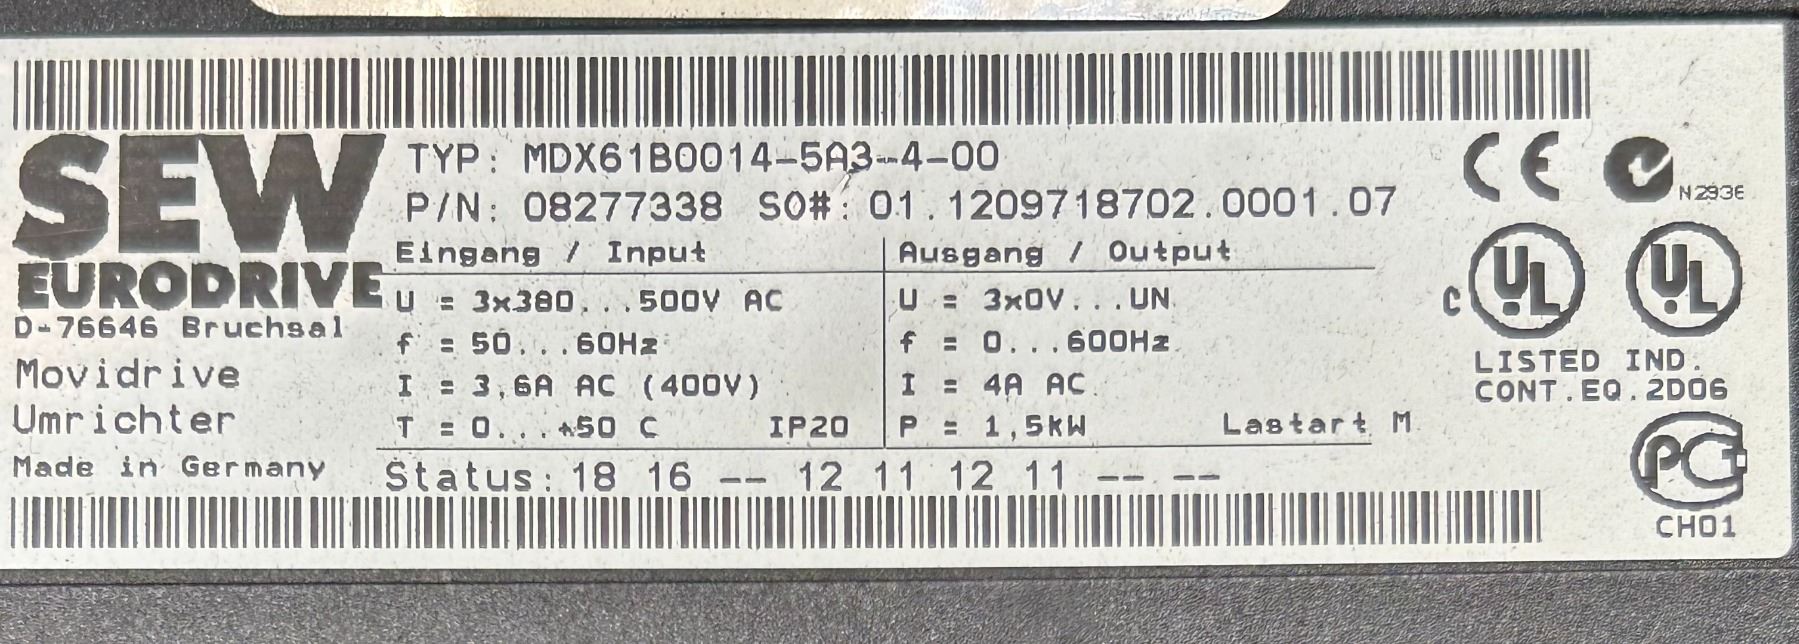 SEW
EURODRIVE
D-76646 Bruchsal
Movidrive
Umrichter
Made in Germany
TYP: MDX61B0014-5A3-4-00
P/N: 08277338 SO#: 01.1209718702.0001.07
Eingang / Input
U = 3x380...500V AC
f = 50...60Hz
I = 3,6A AC (400V)
T = 0...+50 C IP20
Ausgang / Output
U = 3x0V...UN
f = 0...600Hz
I = 4A AC
P = 1,5kW Lastart M
Status: 18 16 -- 12 11 12 11 -- --
CE
N2936
C UL UL
LISTED IND.
CONT.EQ.2D06
PCT
CH01